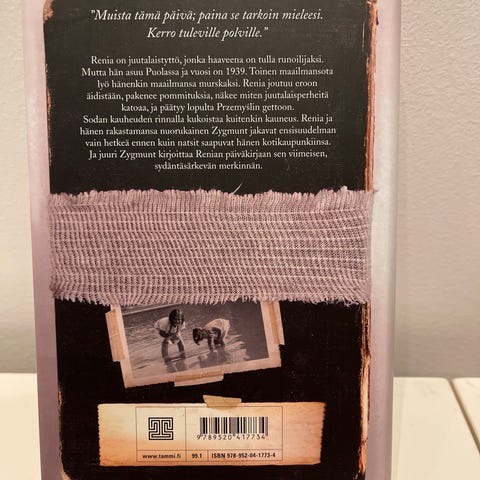 "Muista tämä päivä; paina se tarkoin mieleesi.
Kerro tuleville polville."
Renia on juutalaistyttö, jonka haaveena on tulla runoilijaksi.
Mutta hän asuu Puolassa ja vuosi on 1939. Toinen maailmansota
lyö hänenkin maailmansa murskaksi. Renia joutuu eroon
äidistään, pakenee pommituksia, näkee miten juutalaisperheitä
katoaa, ja päätyy lopulta Przemyślin gettoon.
Sodan kauheuden rinnalla kukoistaa kuitenkin kauneus. Renia ja
hänen rakastamansa nuorukainen Zygmunt jakavat ensisuudelman
vain hetkeä ennen kuin natsit saapuvat hänen kotikaupunkiinsa.
Ja juuri Zygmunt kirjoittaa Renian päiväkirjaan sen viimeisen,
sydäntäsärkevän merkinnän.
9789520417734
www.tammi.fi 99.1 ISBN 978-952-04-1773-4